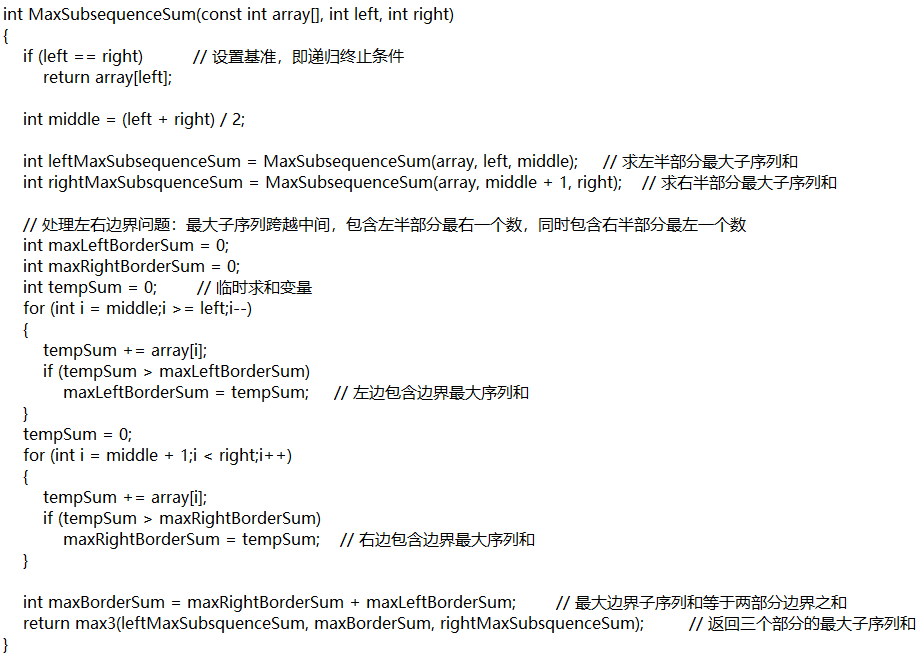 int MaxSubsequenceSum(const int array[], int left, int right)
{
if (left == right) // 设置基准，即递归终止条件
return array[left];
int middle = (left + right) / 2;
int leftMaxSubsequenceSum = MaxSubsequenceSum(array, left, middle); // 求左半部分最大子序列和
int rightMaxSubsquenceSum = MaxSubsequenceSum(array, middle + 1, right); // 求右半部分最大子序列和
// 处理左右边界问题：最大子序列跨越中间，包含左半部分最右一个数，同时包含右半部分最左一个数
int maxLeftBorderSum = 0;
int maxRightBorderSum = 0;
int tempSum = 0; // 临时求和变量
for (int i = middle;i >= left;i--)
{
tempSum += array[i];
if (tempSum > maxLeftBorderSum)
maxLeftBorderSum = tempSum; // 左边包含边界最大序列和
}
tempSum = 0;
for (int i = middle + 1;i < right;i++)
{
tempSum += array[i];
if (tempSum > maxRightBorderSum)
maxRightBorderSum = tempSum; // 右边包含边界最大序列和
}
int maxBorderSum = maxRightBorderSum + maxLeftBorderSum; // 最大边界子序列和等于两部分边界之和
return max3(leftMaxSubsquenceSum, maxBorderSum, rightMaxSubsquenceSum); // 返回三个部分的最大子序列和
}